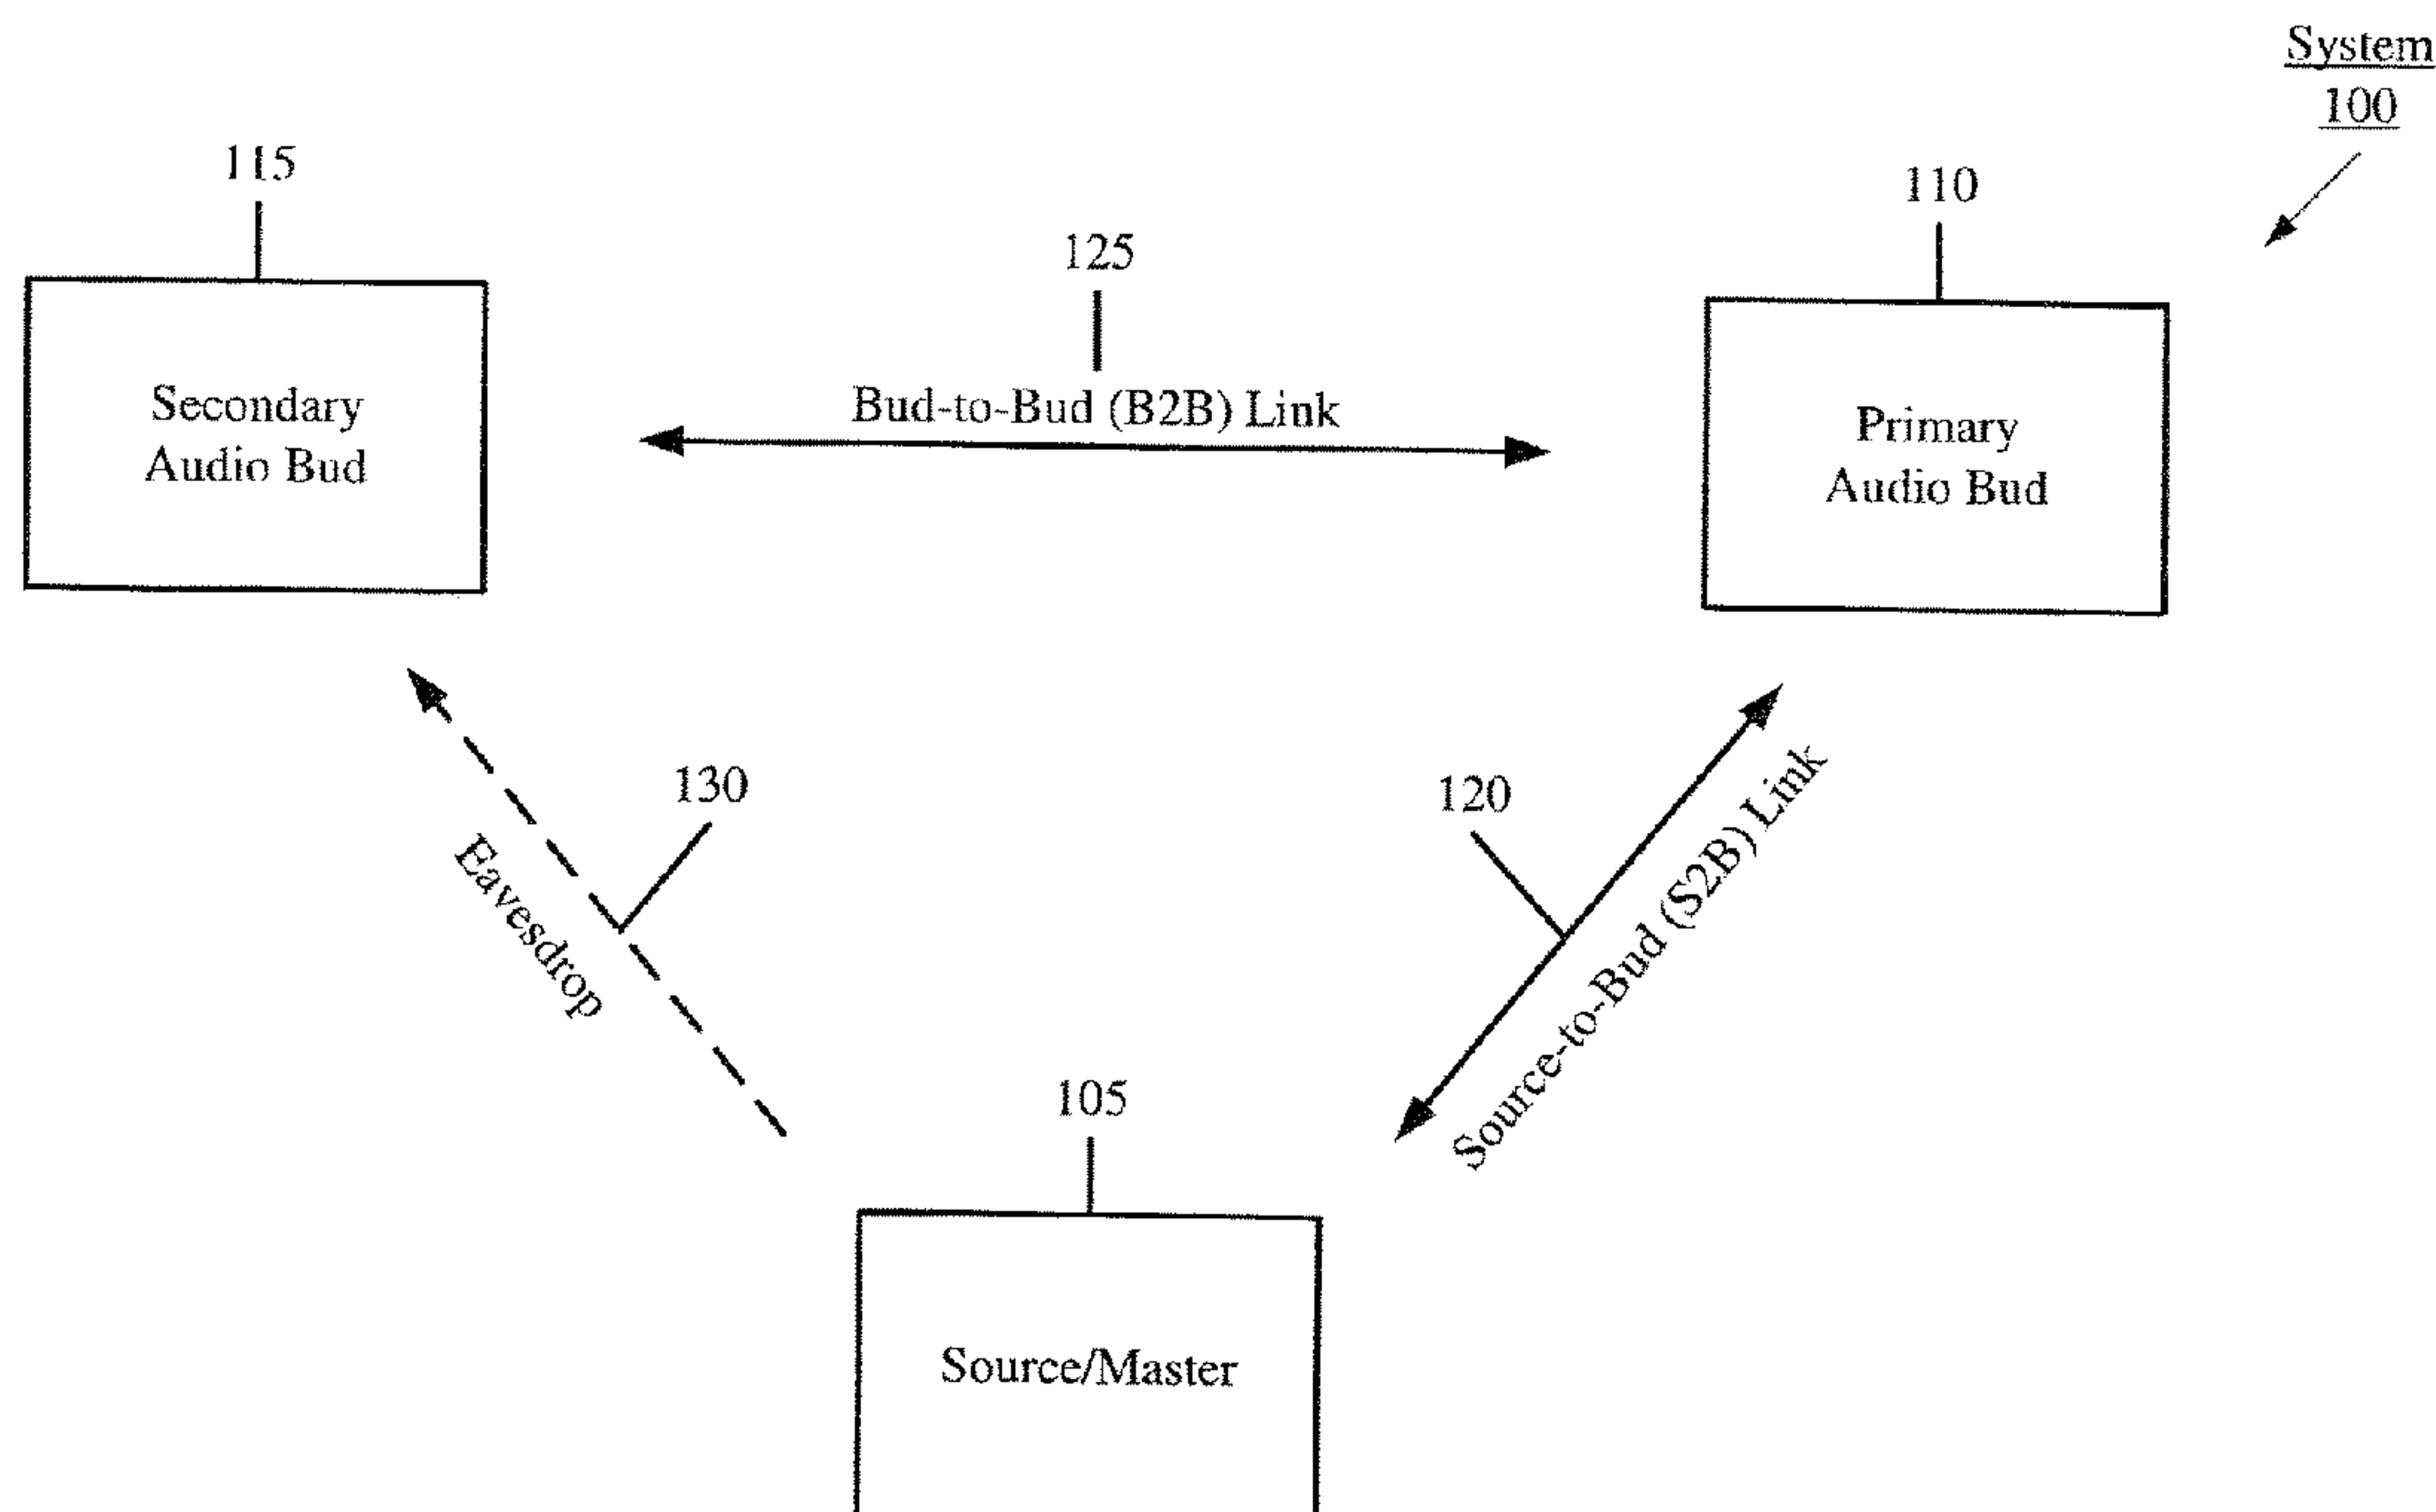 System
100
115
110
125
Bud-to-Bud (B2B) Link
Secondary
Audio Bud
Primary
Audio Bud
130
120
Eavesdrop
Source-to-Bud (S2B) Link
105
Source/Master